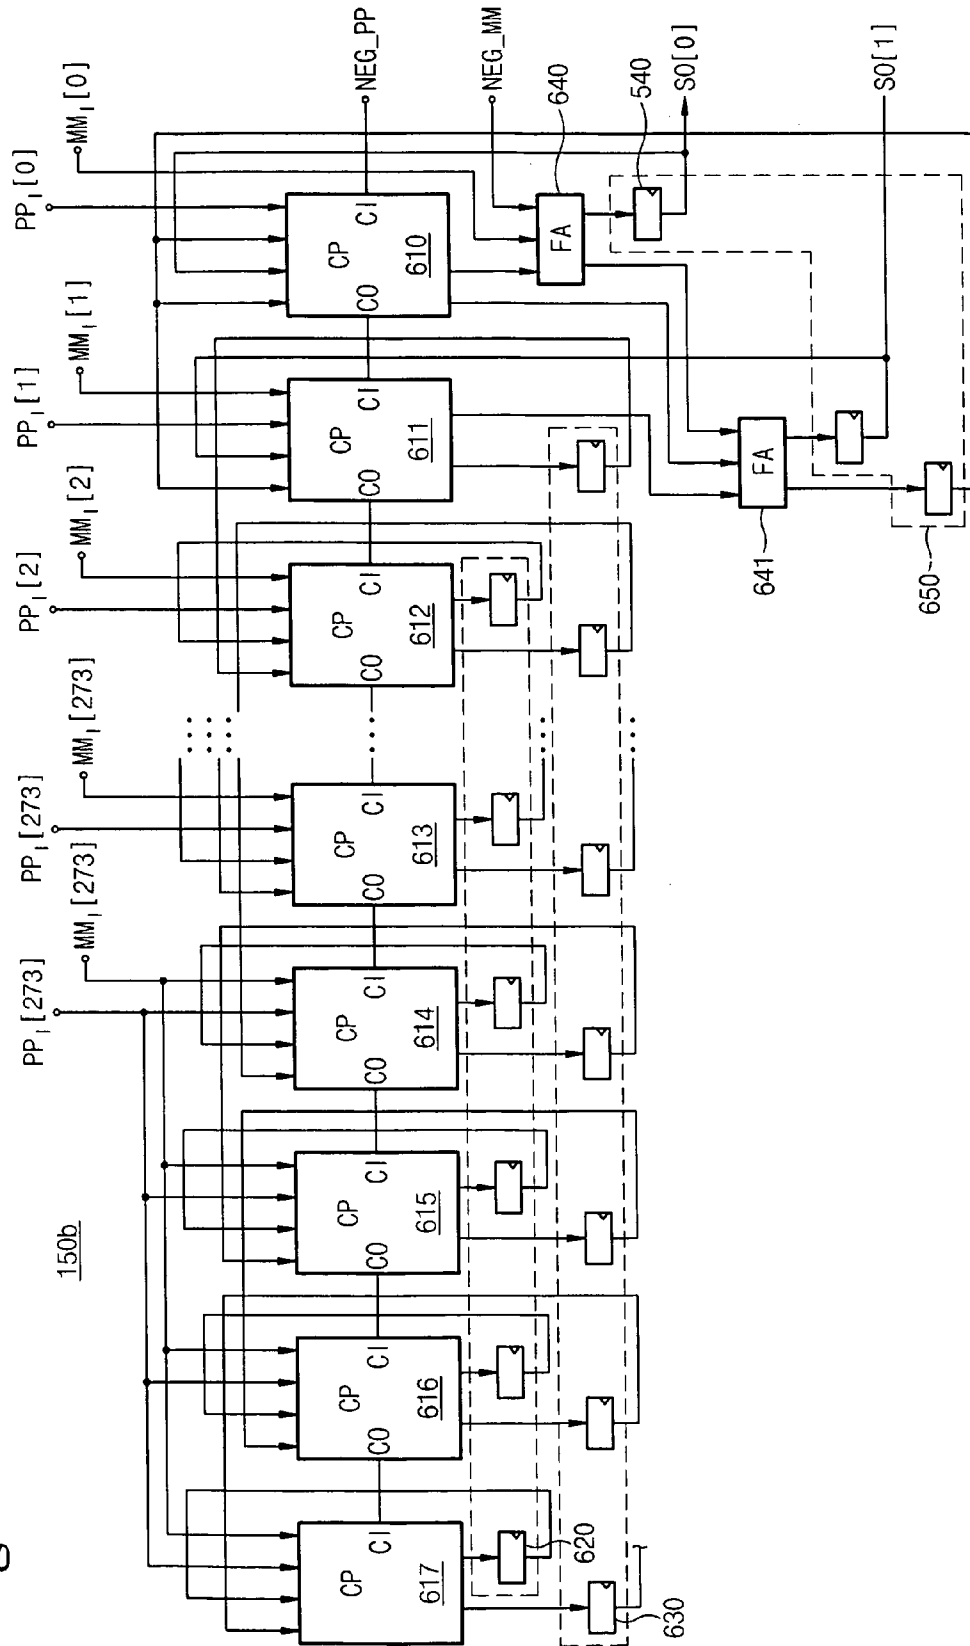 150b
PP_I[273]
MM_I[273]
PP_I[273]
MM_I[273]
PP_I[2]
MM_I[2]
PP_I[1]
MM_I[1]
PP_I[0]
MM_I[0]
CP
CI
617
CO
CP
CI
616
CO
CP
CI
615
CO
CP
CI
614
CO
CP
CI
613
CO
CP
CI
612
CO
CP
CI
611
CO
CP
CI
610
NEG_PP
NEG_MM
FA
640
540
SO[0]
SO[1]
FA
641
650
620
630